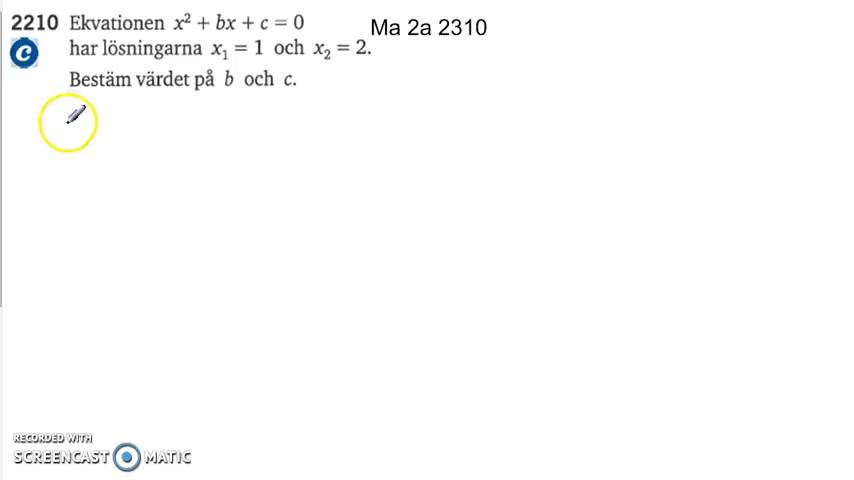 2210 Ekvationen x² + bx + c = 0
Ma 2a 2310
C har lösningarna x₁ = 1 och x₂ = 2.
Bestäm värdet på b och c.
RECORDED WITH
SCREENCAST MATIC